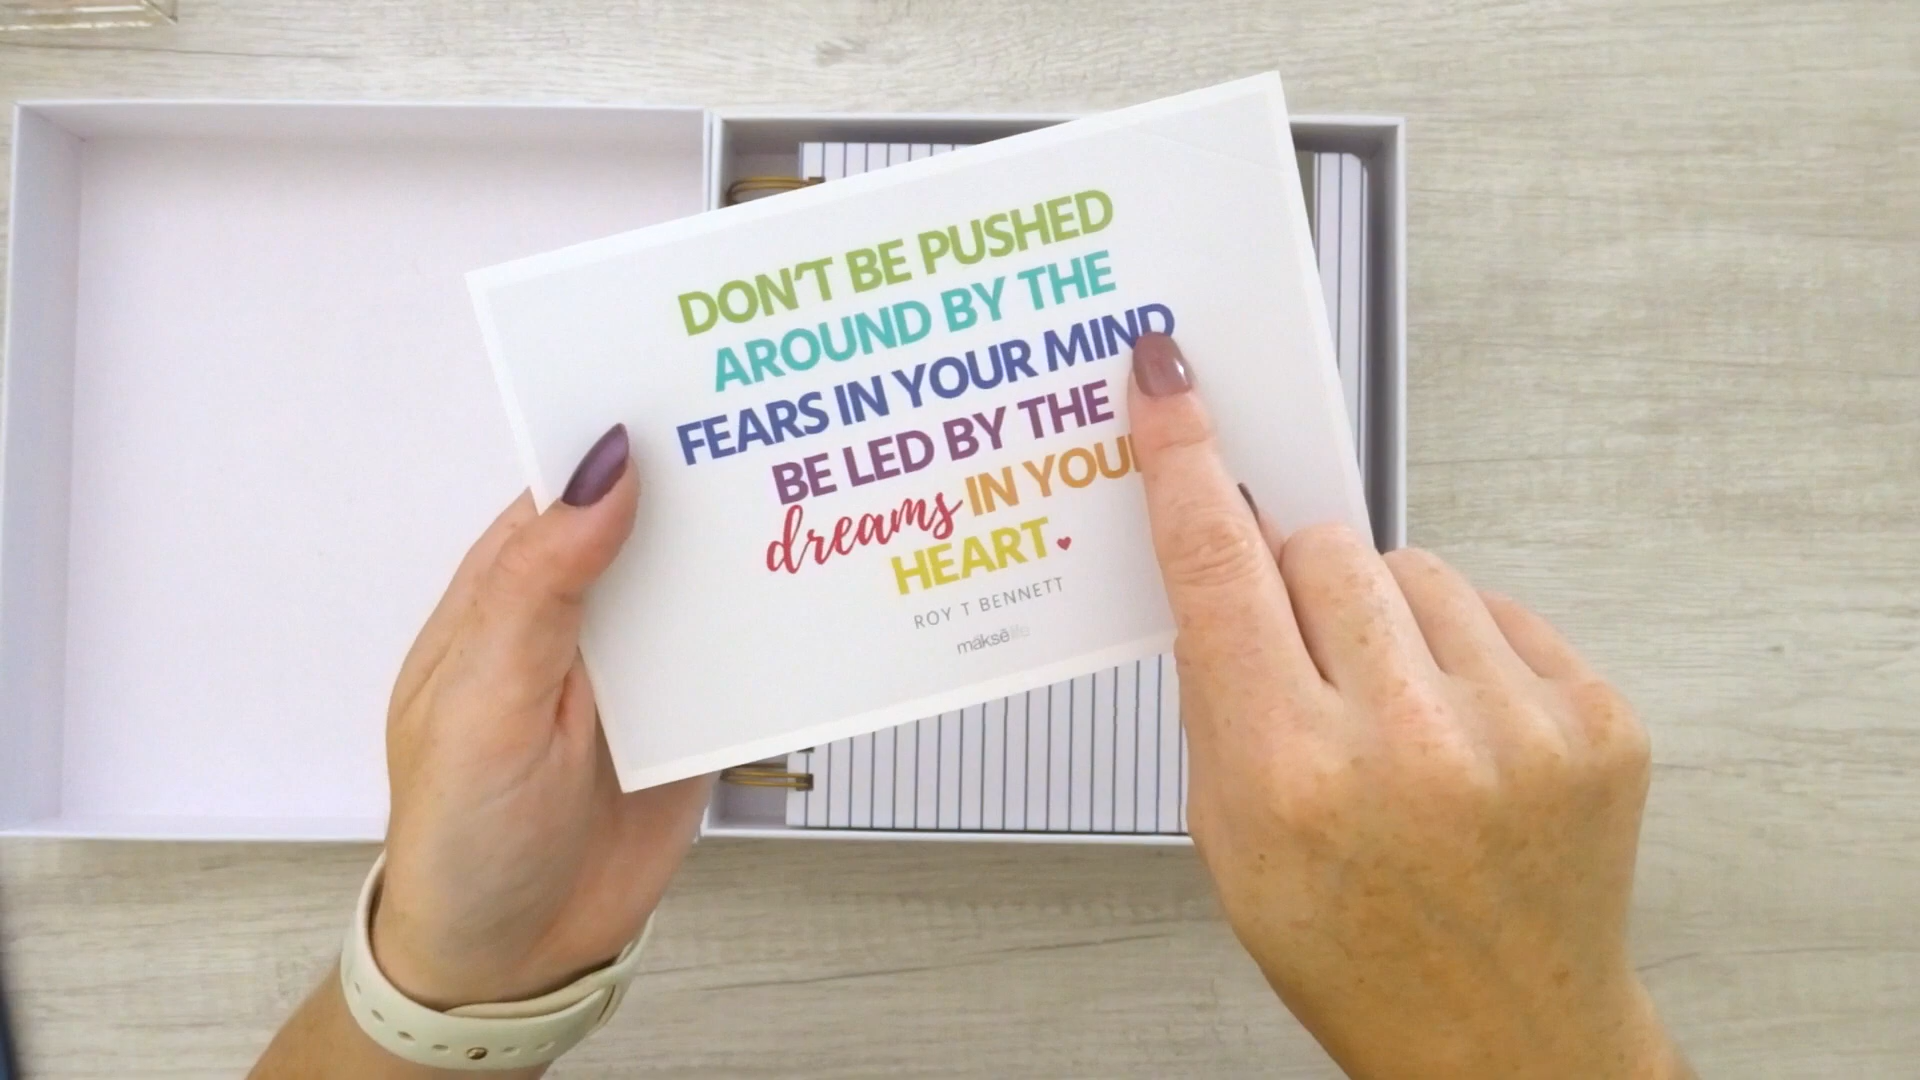 DON'T BE PUSHED
AROUND BY THE
FEARS IN YOUR MIND
BE LED BY THE
dreams IN YOUR
HEART.
ROY T BENNETT
mäksēlife